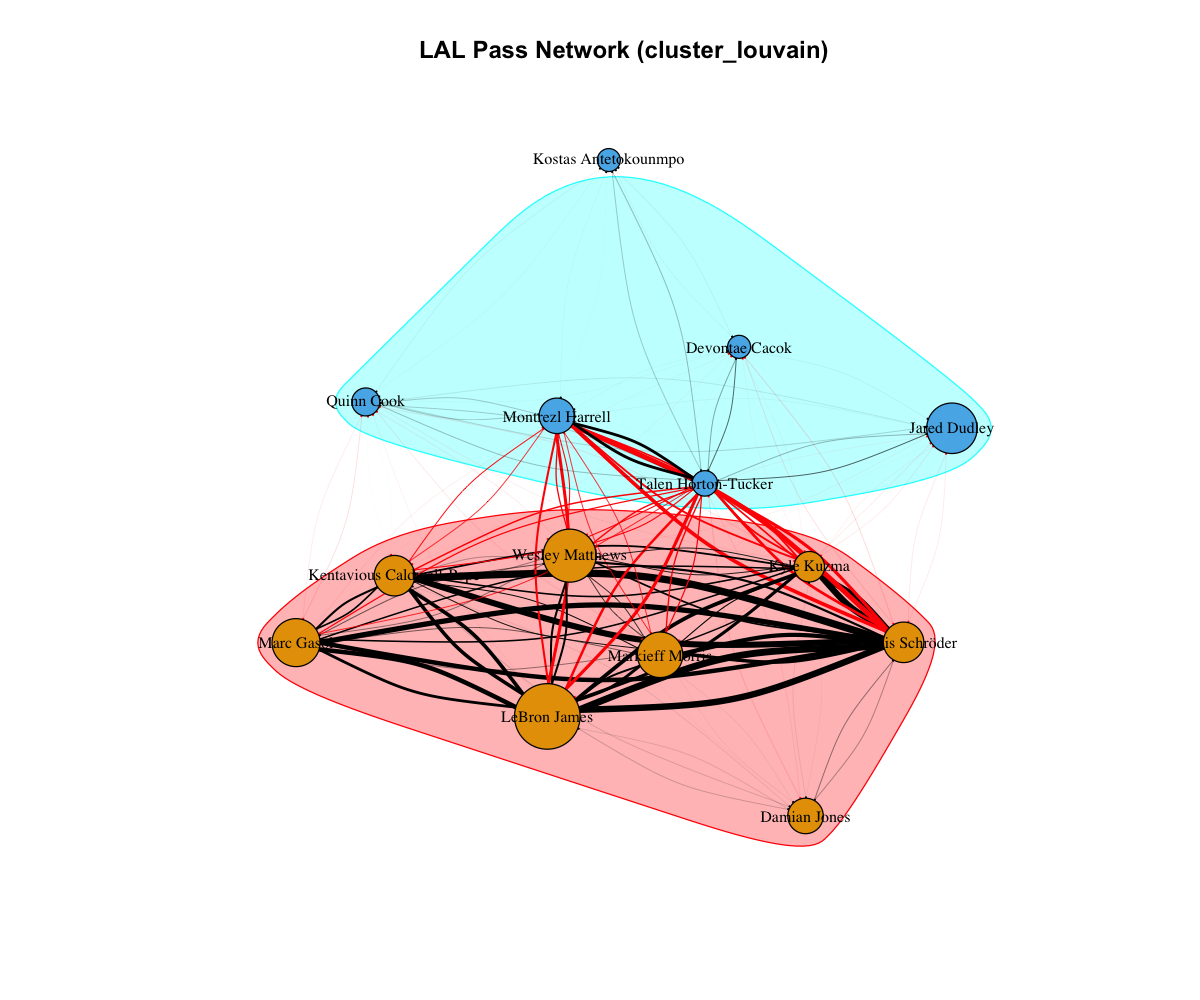 LAL Pass Network (cluster_louvain)
Kostas Antetokounmpo
Devontae Cacok
Quinn Cook
Montrezl Harrell
Jared Dudley
Talen Horton-Tucker
Wesley Matthews
Kyle Kuzma
Kentavious Caldwell-Pope
Marc Gasol
Markieff Morris
is Schröder
LeBron James
Damian Jones